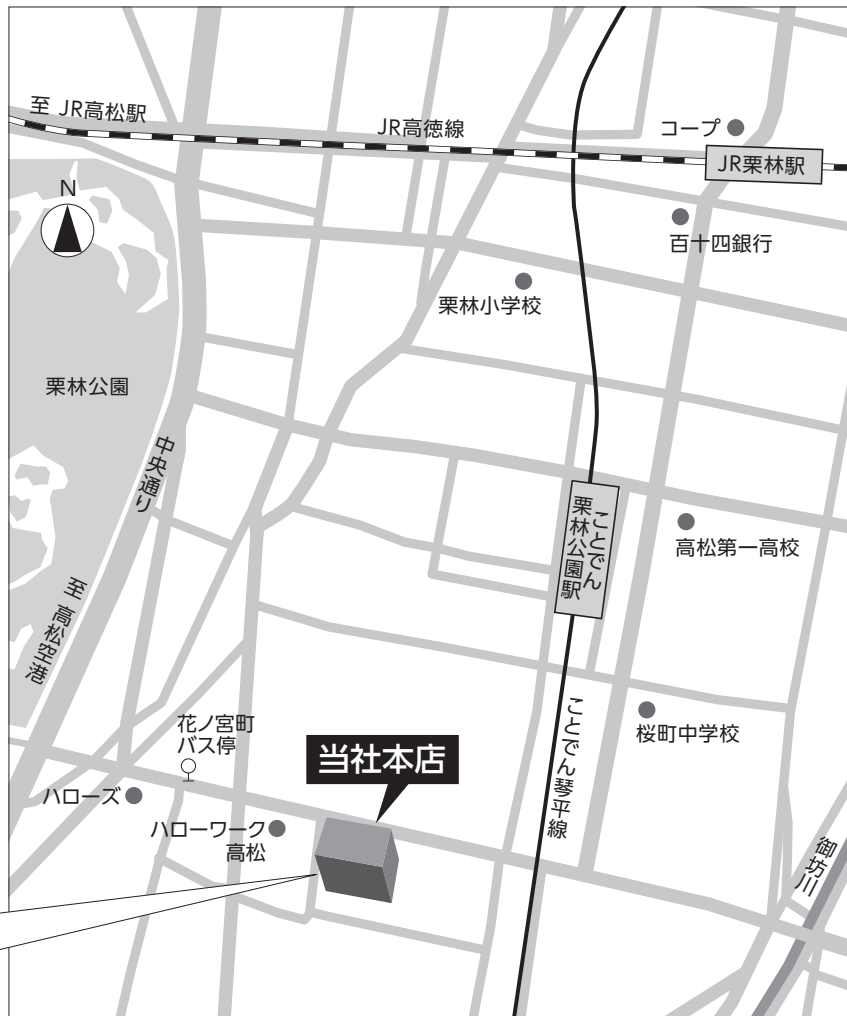 至 JR高松駅
JR高徳線
コープ
JR栗林駅
N
百十四銀行
栗林小学校
栗林公園
中央通り
ことでん
栗林公園駅
高松第一高校
至 高松空港
花ノ宮町
バス停
桜町中学校
当社本店
ことでん琴平線
ハローズ
ハローワーク
高松
御坊川